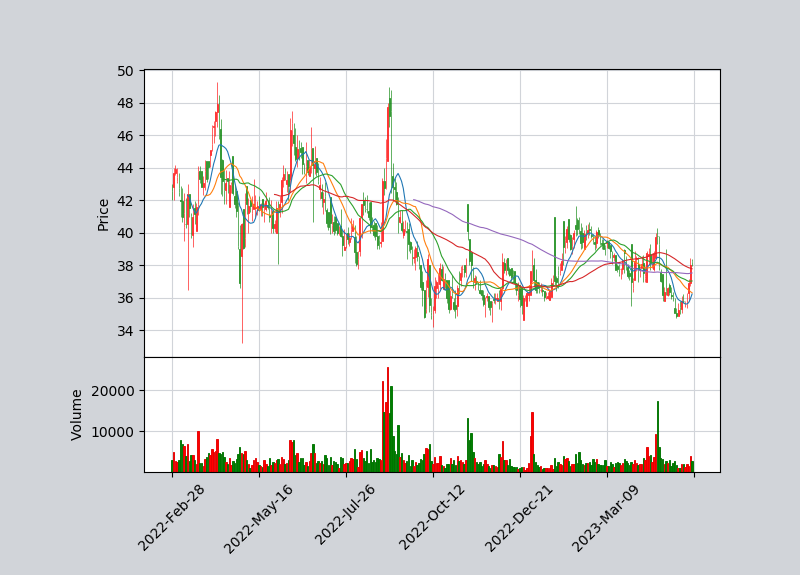 50
48
46
44
42
40
38
36
34
Price
20000
10000
Volume
2022-Feb-28
2022-May-16
2022-Jul-26
2022-Oct-12
2022-Dec-21
2023-Mar-09